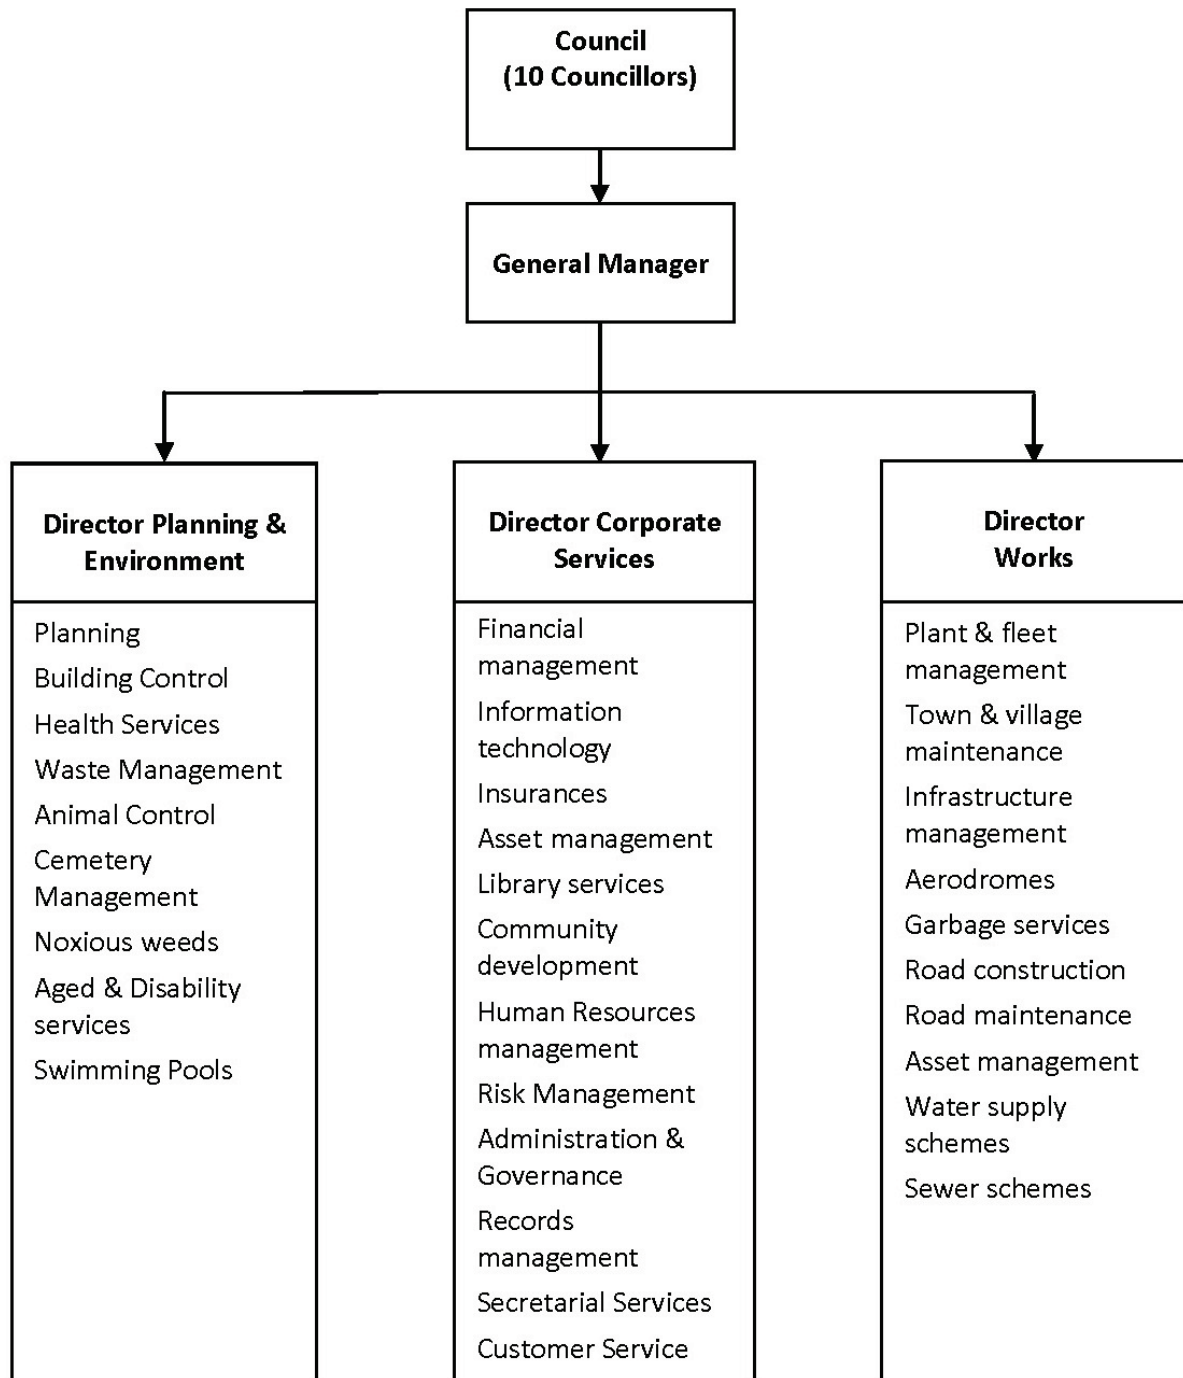 Council
(10 Councillors)
General Manager
Director Planning &
Environment
Planning
Building Control
Health Services
Waste Management
Animal Control
Cemetery
Management
Noxious weeds
Aged & Disability
services
Swimming Pools
Director Corporate
Services
Financial
management
Information
technology
Insurances
Asset management
Library services
Community
development
Human Resources
management
Risk Management
Administration &
Governance
Records
management
Secretarial Services
Customer Service
Director
Works
Plant & fleet
management
Town & village
maintenance
Infrastructure
management
Aerodromes
Garbage services
Road construction
Road maintenance
Asset management
Water supply
schemes
Sewer schemes